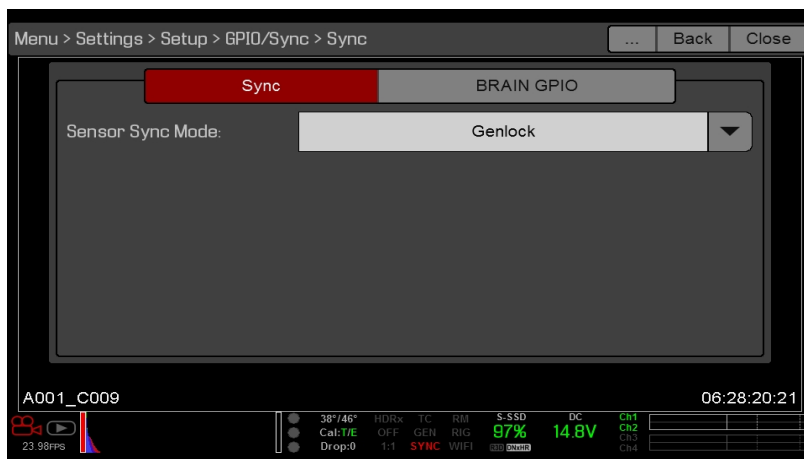 Menu > Settings > Setup > GPIO/Sync > Sync ... Back Close
Sync BRAIN GPIO
Sensor Sync Mode: Genlock
A001_C009 06:28:20:21
38°/46° HDRx TC RM S-SSD DC Ch1
Cal:T/E OFF GEN RIG 97% 14.8V Ch2
Ch3
Drop:0 1:1 SYNC WIFI R3D DNxHR Ch4
23.98FPS